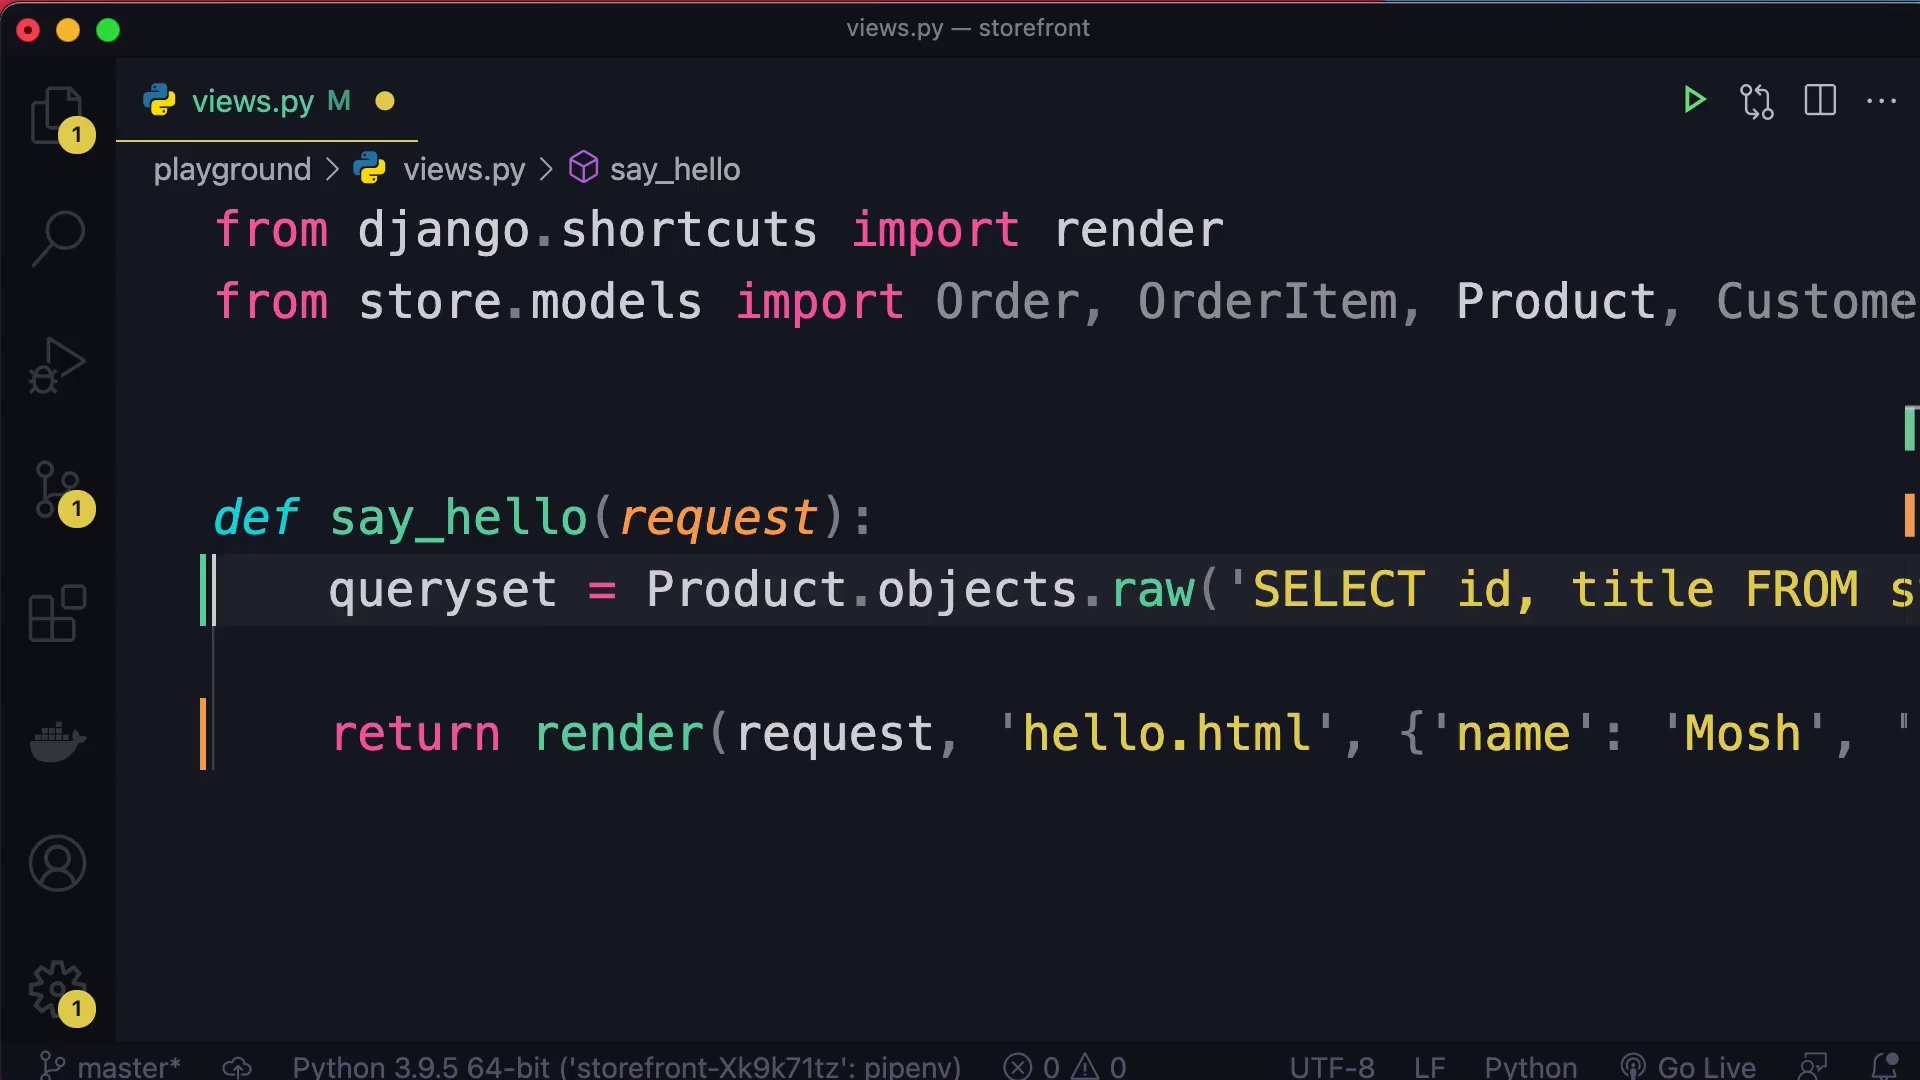 views.py — storefront
views.py M
1
playground > views.py > say_hello
from django.shortcuts import render
from store.models import Order, OrderItem, Product, Custome
def say_hello(request):
1
queryset = Product.objects.raw('SELECT id, title FROM s
return render(request, 'hello.html', {'name': 'Mosh', '
1
master* Python 3.9.5 64-bit ('storefront-Xk9k71tz': pipenv) 0 0 UTF-8 LF Python Go Live